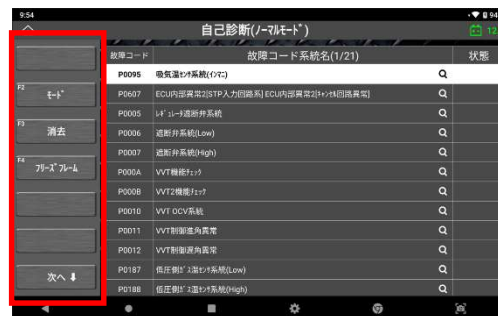 9:54
94
自己診断(ノーマルモード)
12
故障コード 故障コード系統名(1/21) 状態
P0095 吸気温センサ系統(インマニ)
F2 モード
P0607 ECU内部異常2[STP入力回路系] ECU内部異常2[キャンセル回路異常]
P0005 レギュレータ遮断弁系統
F3 消去
P0006 遮断弁系統(Low)
P0007 遮断弁系統(High)
F4 フリーズフレーム
P000A VVT機能チェック
P000B VVT2機能チェック
P0010 VVT OCV系統
P0011 VVT制御進角異常
P0012 VVT制御遅角異常
次へ ⬇
P0187 低圧側ガス温センサ系統(Low)
P0188 低圧側ガス温センサ系統(High)